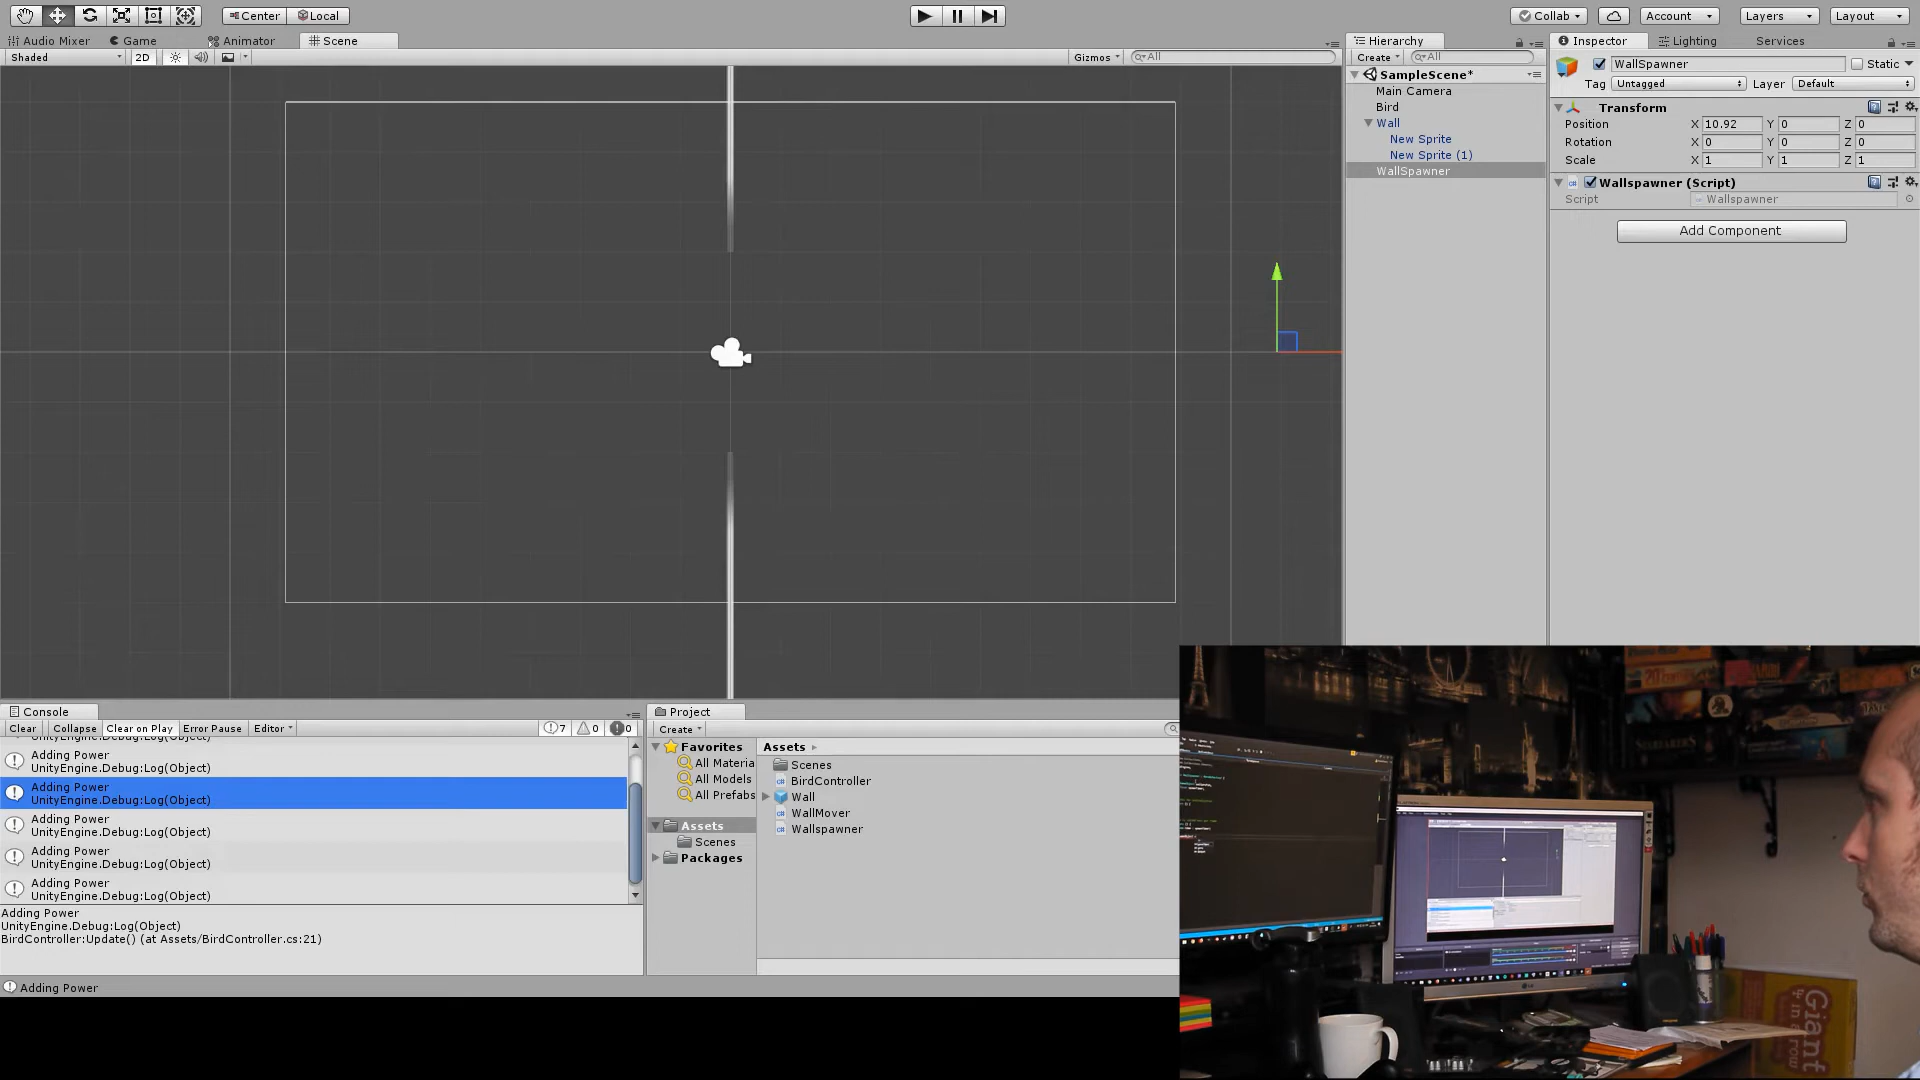 Center
Local
Collab
Account
Layers
Layout
Audio Mixer
Game
Animator
Scene
Shaded
2D
Gizmos
All
Hierarchy
Create
All
SampleScene*
Main Camera
Bird
Wall
New Sprite
New Sprite (1)
WallSpawner
Inspector
Lighting
Services
WallSpawner
Static
Tag
Untagged
Layer
Default
Transform
Position
X 10.92
Y 0
Z 0
Rotation
X 0
Y 0
Z 0
Scale
X 1
Y 1
Z 1
Wallspawner (Script)
Script
Wallspawner
Add Component
Console
Clear
Collapse
Clear on Play
Error Pause
Editor
7
0
0
UnityEngine.Debug:Log(Object)
Adding Power
UnityEngine.Debug:Log(Object)
Adding Power
UnityEngine.Debug:Log(Object)
Adding Power
UnityEngine.Debug:Log(Object)
Adding Power
UnityEngine.Debug:Log(Object)
Adding Power
UnityEngine.Debug:Log(Object)
Adding Power
UnityEngine.Debug:Log(Object)
BirdController:Update() (at Assets/BirdController.cs:21)
Adding Power
Project
Create
Favorites
All Materia
All Models
All Prefabs
Assets
Scenes
Packages
Assets
Scenes
BirdController
Wall
WallMover
Wallspawner
Giant